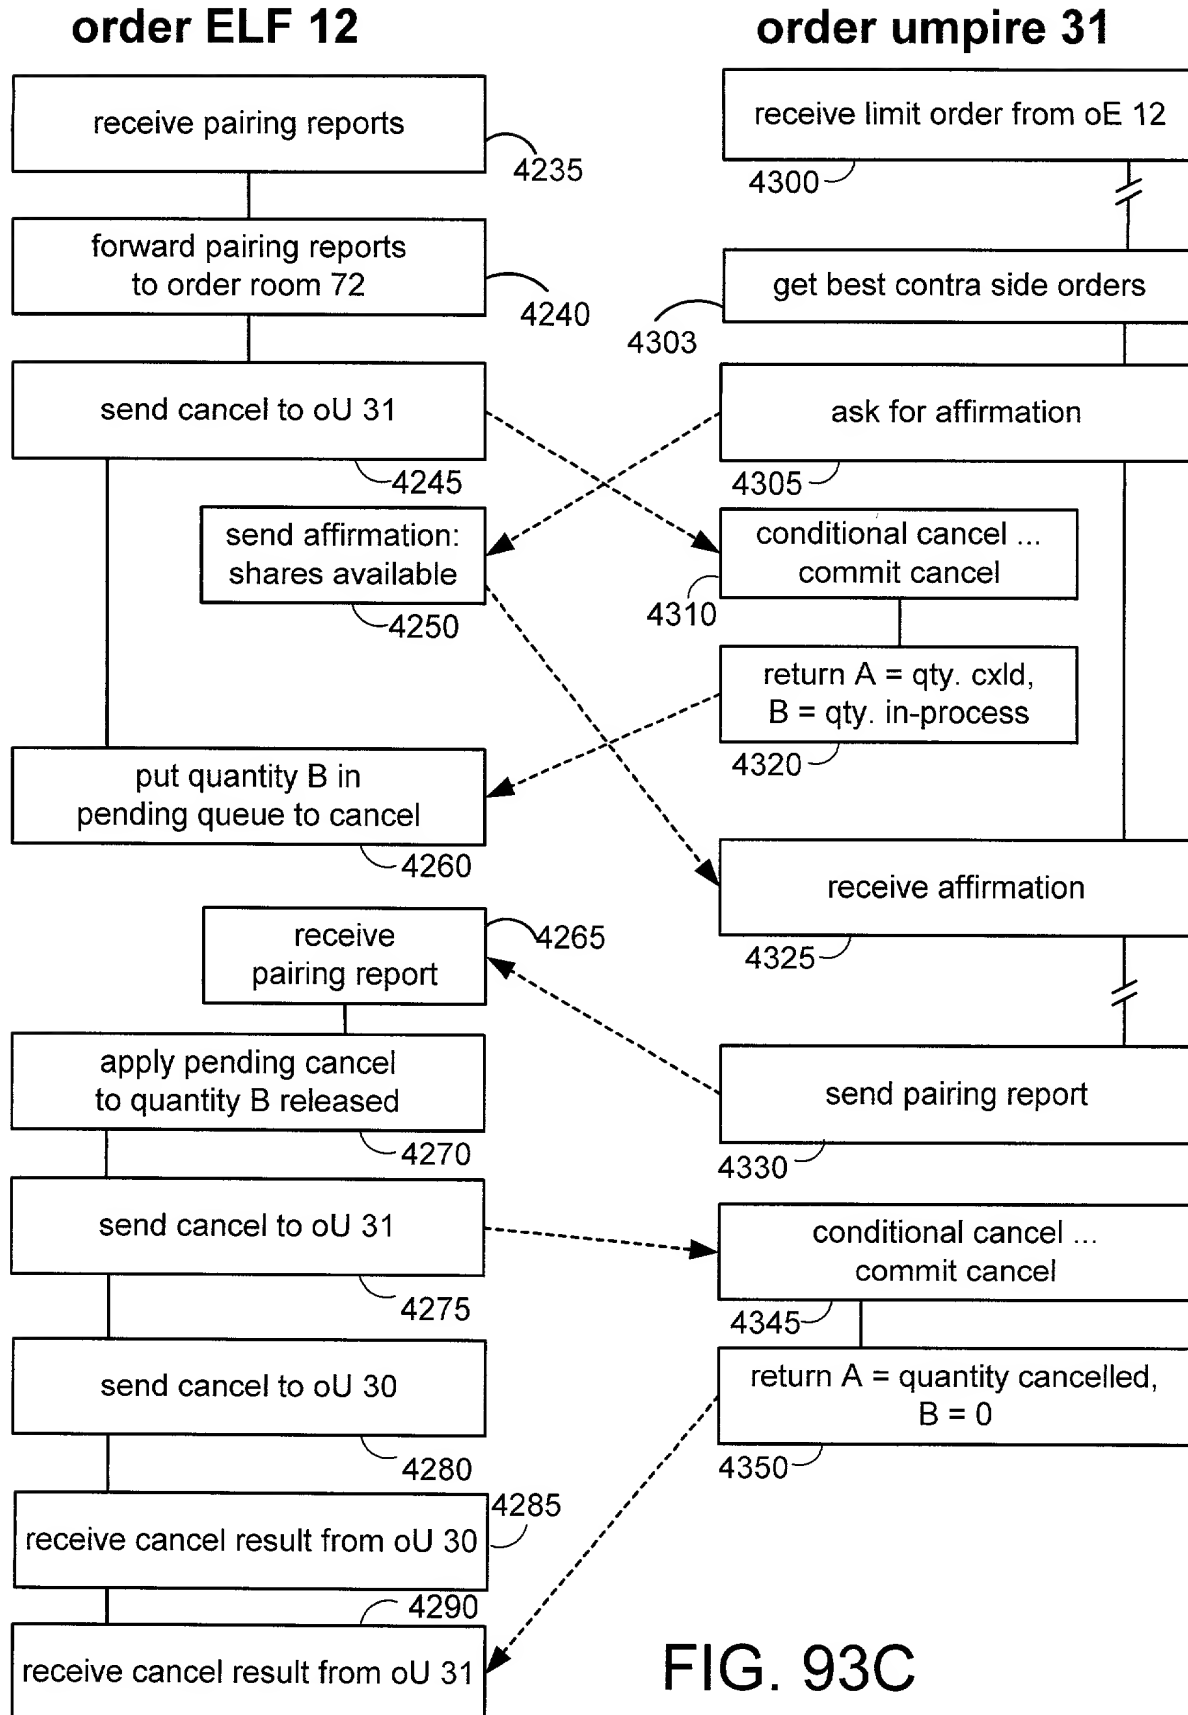 order ELF 12
order umpire 31
receive pairing reports
4235
forward pairing reports
to order room 72
4240
send cancel to oU 31
4245
send affirmation:
shares available
4250
put quantity B in
pending queue to cancel
4260
receive
pairing report
4265
apply pending cancel
to quantity B released
4270
send cancel to oU 31
4275
send cancel to oU 30
4280
receive cancel result from oU 30
4285
4290
receive cancel result from oU 31
receive limit order from oE 12
4300
get best contra side orders
4303
ask for affirmation
4305
conditional cancel ...
commit cancel
4310
return A = qty. cxld,
B = qty. in-process
4320
receive affirmation
4325
send pairing report
4330
conditional cancel ...
commit cancel
4345
return A = quantity cancelled,
B = 0
4350
FIG. 93C